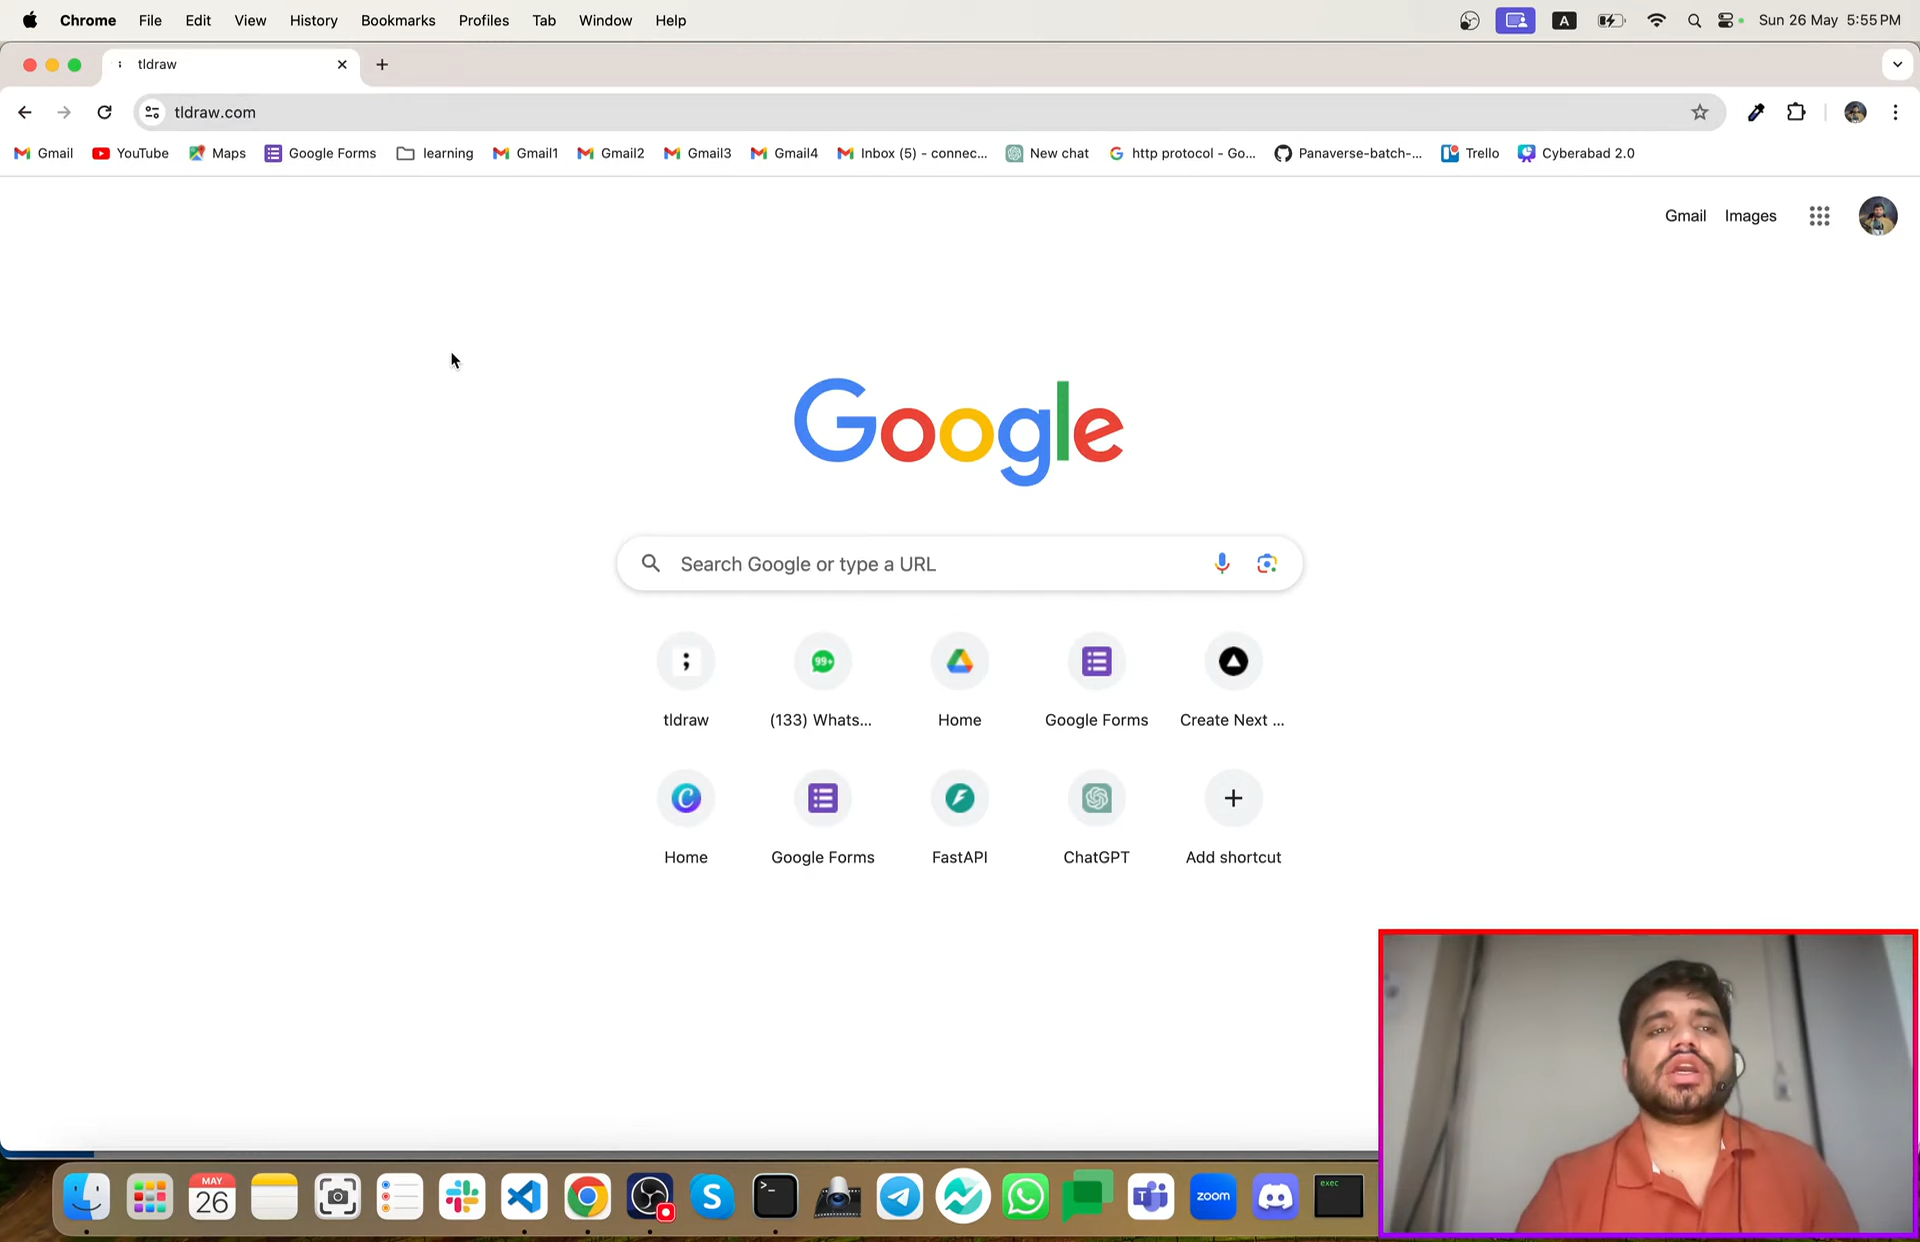 Chrome File Edit View History Bookmarks Profiles Tab Window Help A Sun 26 May 5:55 PM
tldraw
tldraw.com
Gmail YouTube Maps Google Forms learning Gmail1 Gmail2 Gmail3 Gmail4 Inbox (5) - connec... New chat http protocol - Go... Panaverse-batch-... Trello Cyberabad 2.0
Gmail Images
Google
Search Google or type a URL
99+
tldraw (133) Whats... Home Google Forms Create Next ...
Home Google Forms FastAPI ChatGPT Add shortcut
MAY
26
S
zoom
exec